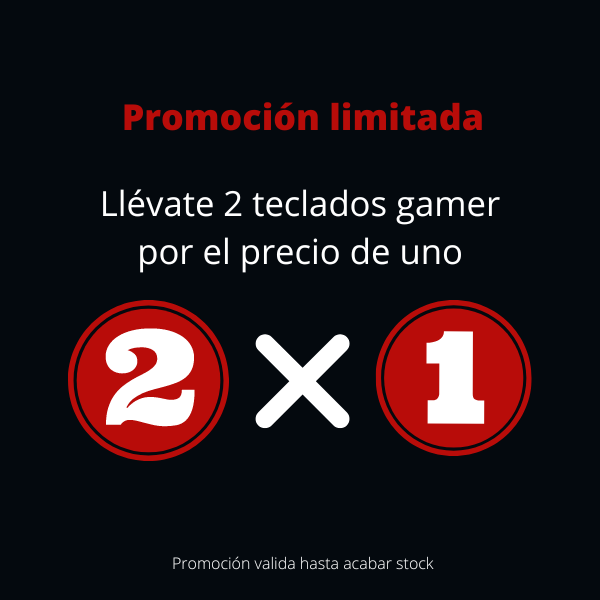 Promoción limitada
Llévate 2 teclados gamer
por el precio de uno
2 x 1
Promoción valida hasta acabar stock